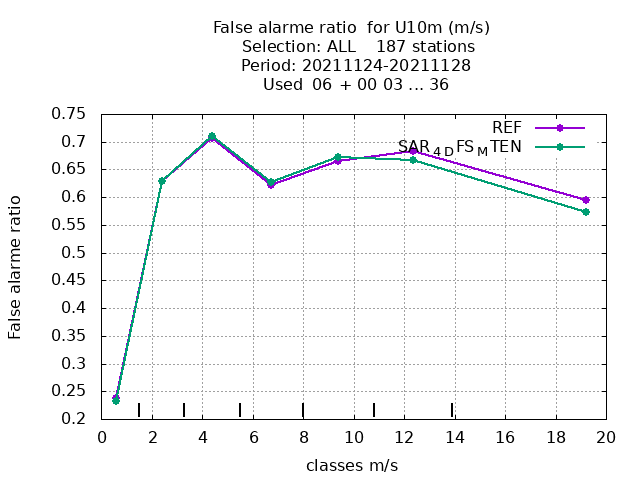 False alarme ratio  for U10m (m/s)
Selection: ALL    187 stations
Period: 20211124-20211128
Used  06  + 00 03 ... 36
0.75
0.7
0.65
0.6
0.55
0.5
0.45
0.4
0.35
0.3
0.25
0.2
False alarme ratio
REF
SAR4DFSMTEN
0 2 4 6 8 10 12 14 16 18 20
classes m/s